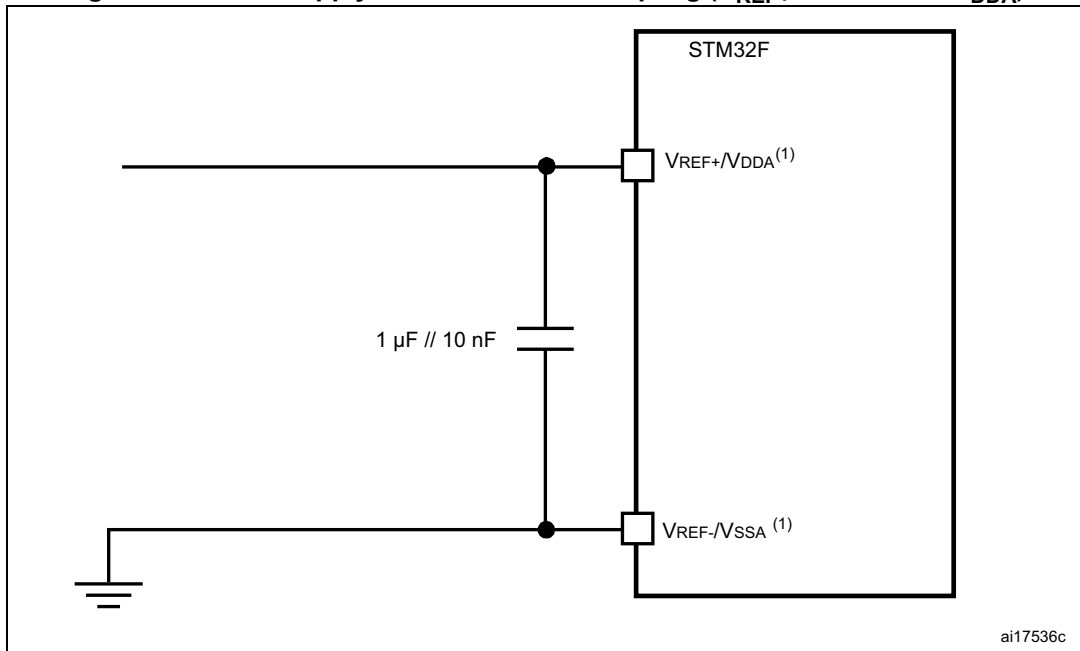 STM32F
VREF+/VDDA(1)
1 µF // 10 nF
VREF-/VSSA (1)
ai17536c